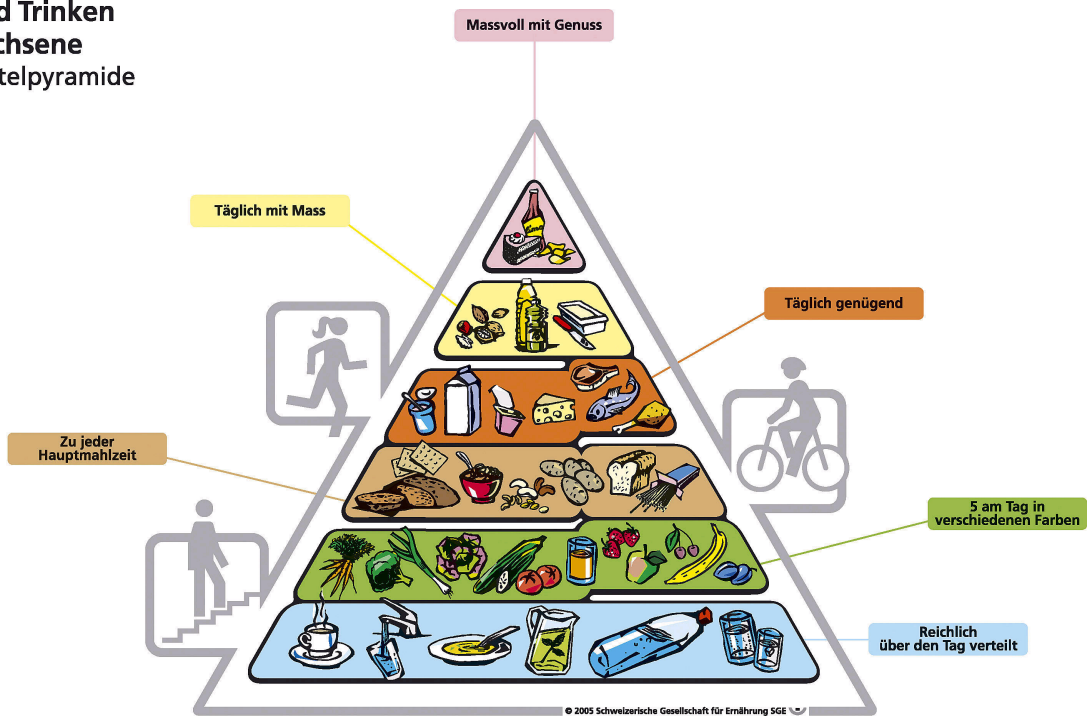 d Trinken
chsene
telpyramide
Massvoll mit Genuss
Täglich mit Mass
Täglich genügend
Zu jeder
Hauptmahlzeit
5 am Tag in
verschiedenen Farben
Reichlich
über den Tag verteilt
© 2005 Schweizerische Gesellschaft für Ernährung SGE